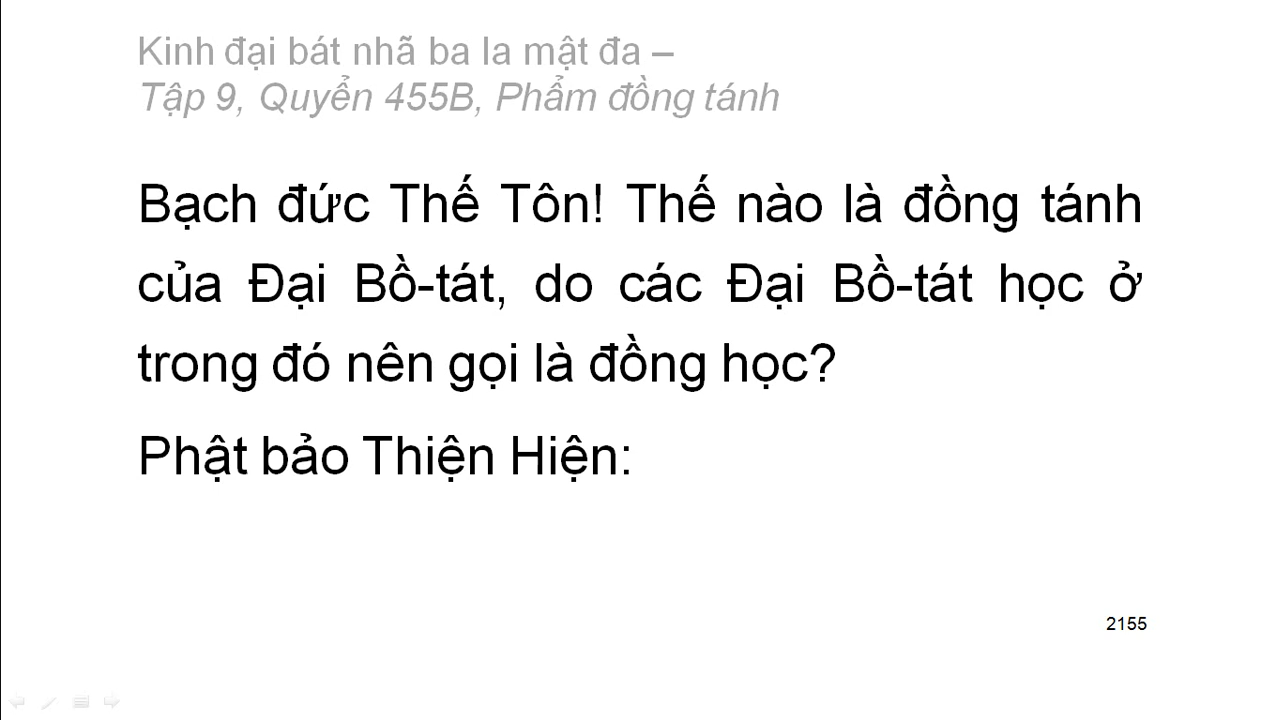 Kinh đại bát nhã ba la mật đa –
Tập 9, Quyển 455B, Phẩm đồng tánh
Bạch đức Thế Tôn! Thế nào là đồng tánh
của Đại Bồ-tát, do các Đại Bồ-tát học ở
trong đó nên gọi là đồng học?
Phật bảo Thiện Hiện:
2155